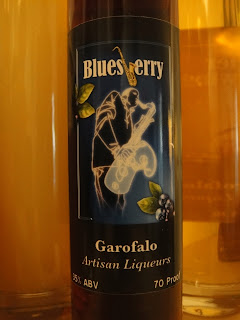 Bluesberry
Garofalo
Artisan Liqueurs
35% ABV 70 Proof